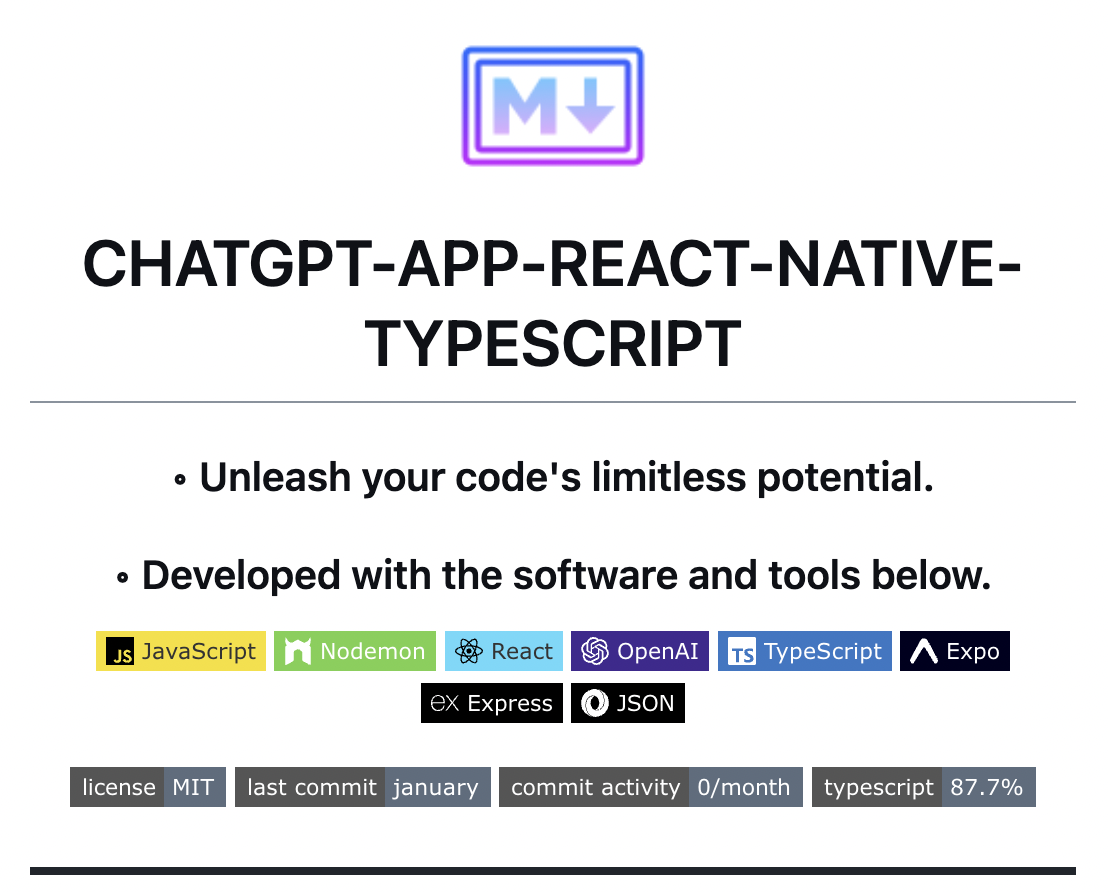 M
CHATGPT-APP-REACT-NATIVE-
TYPESCRIPT
◦ Unleash your code's limitless potential.
◦ Developed with the software and tools below.
JS JavaScript Nodemon React OpenAI TS TypeScript Expo
ex Express JSON
license MIT last commit january commit activity 0/month typescript 87.7%